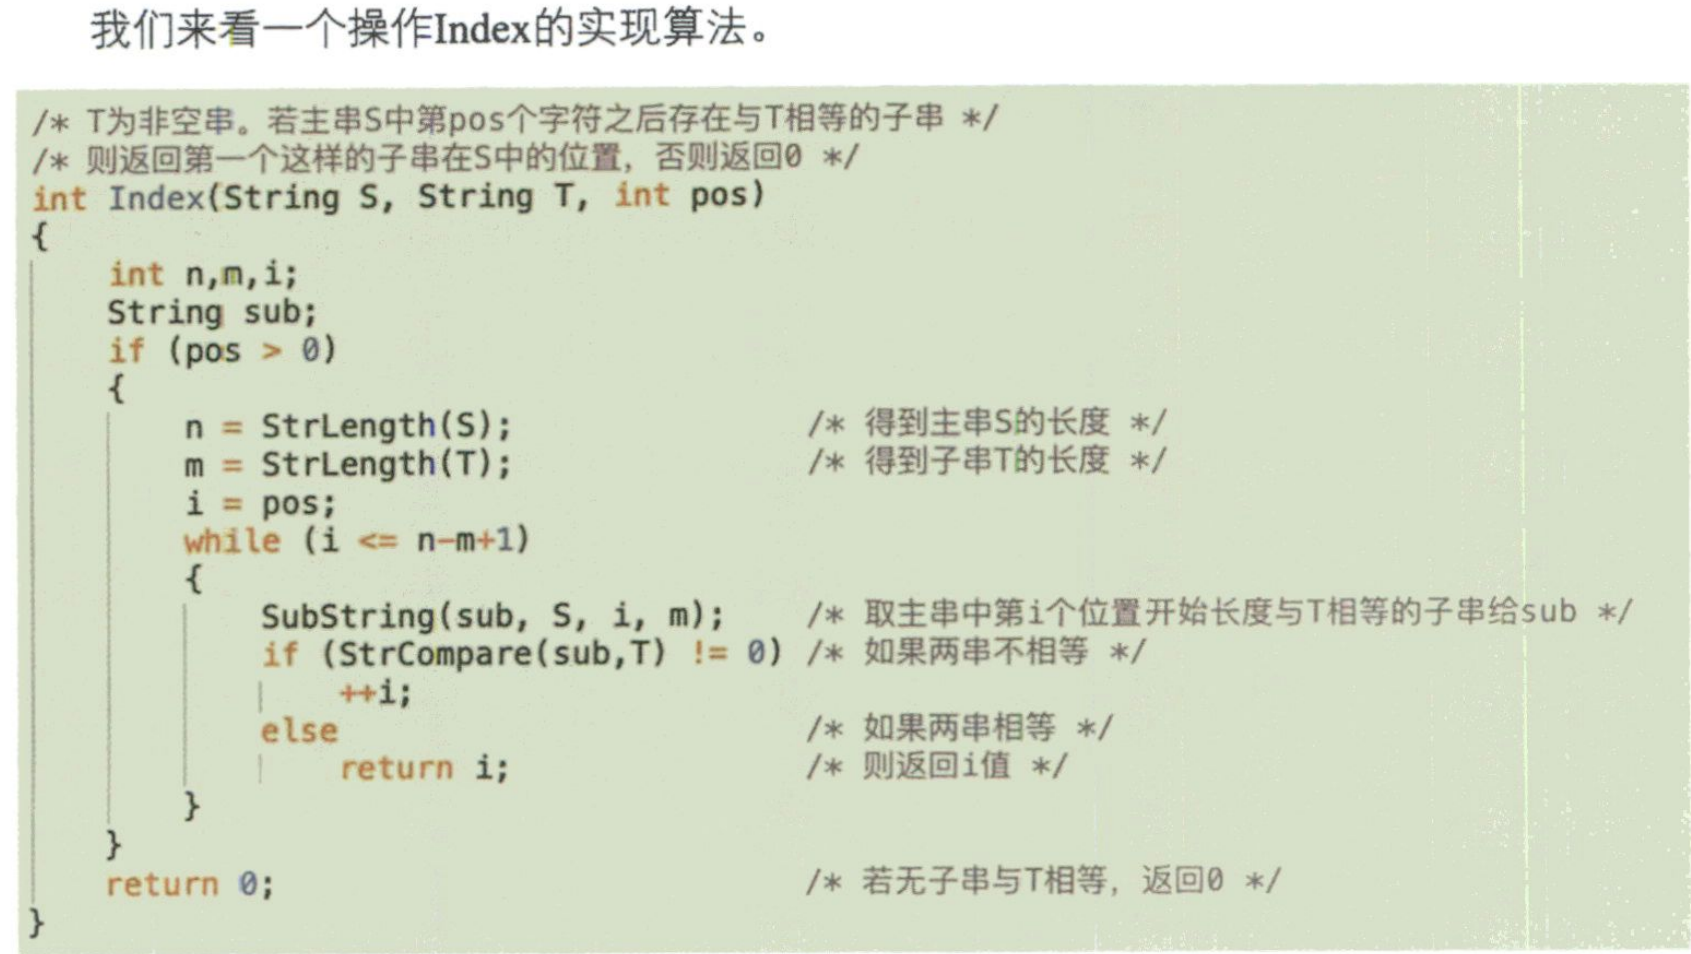 我们来看一个操作Index的实现算法。
/* T为非空串。若主串S中第pos个字符之后存在与T相等的子串 */
/* 则返回第一个这样的子串在S中的位置，否则返回0 */
int Index(String S, String T, int pos)
{
int n,m,i;
String sub;
if (pos > 0)
{
n = StrLength(S); /* 得到主串S的长度 */
m = StrLength(T); /* 得到子串T的长度 */
i = pos;
while (i <= n-m+1)
{
SubString(sub, S, i, m); /* 取主串中第i个位置开始长度与T相等的子串给sub */
if (StrCompare(sub,T) != 0) /* 如果两串不相等 */
++i;
else /* 如果两串相等 */
return i; /* 则返回i值 */
}
}
return 0; /* 若无子串与T相等，返回0 */
}